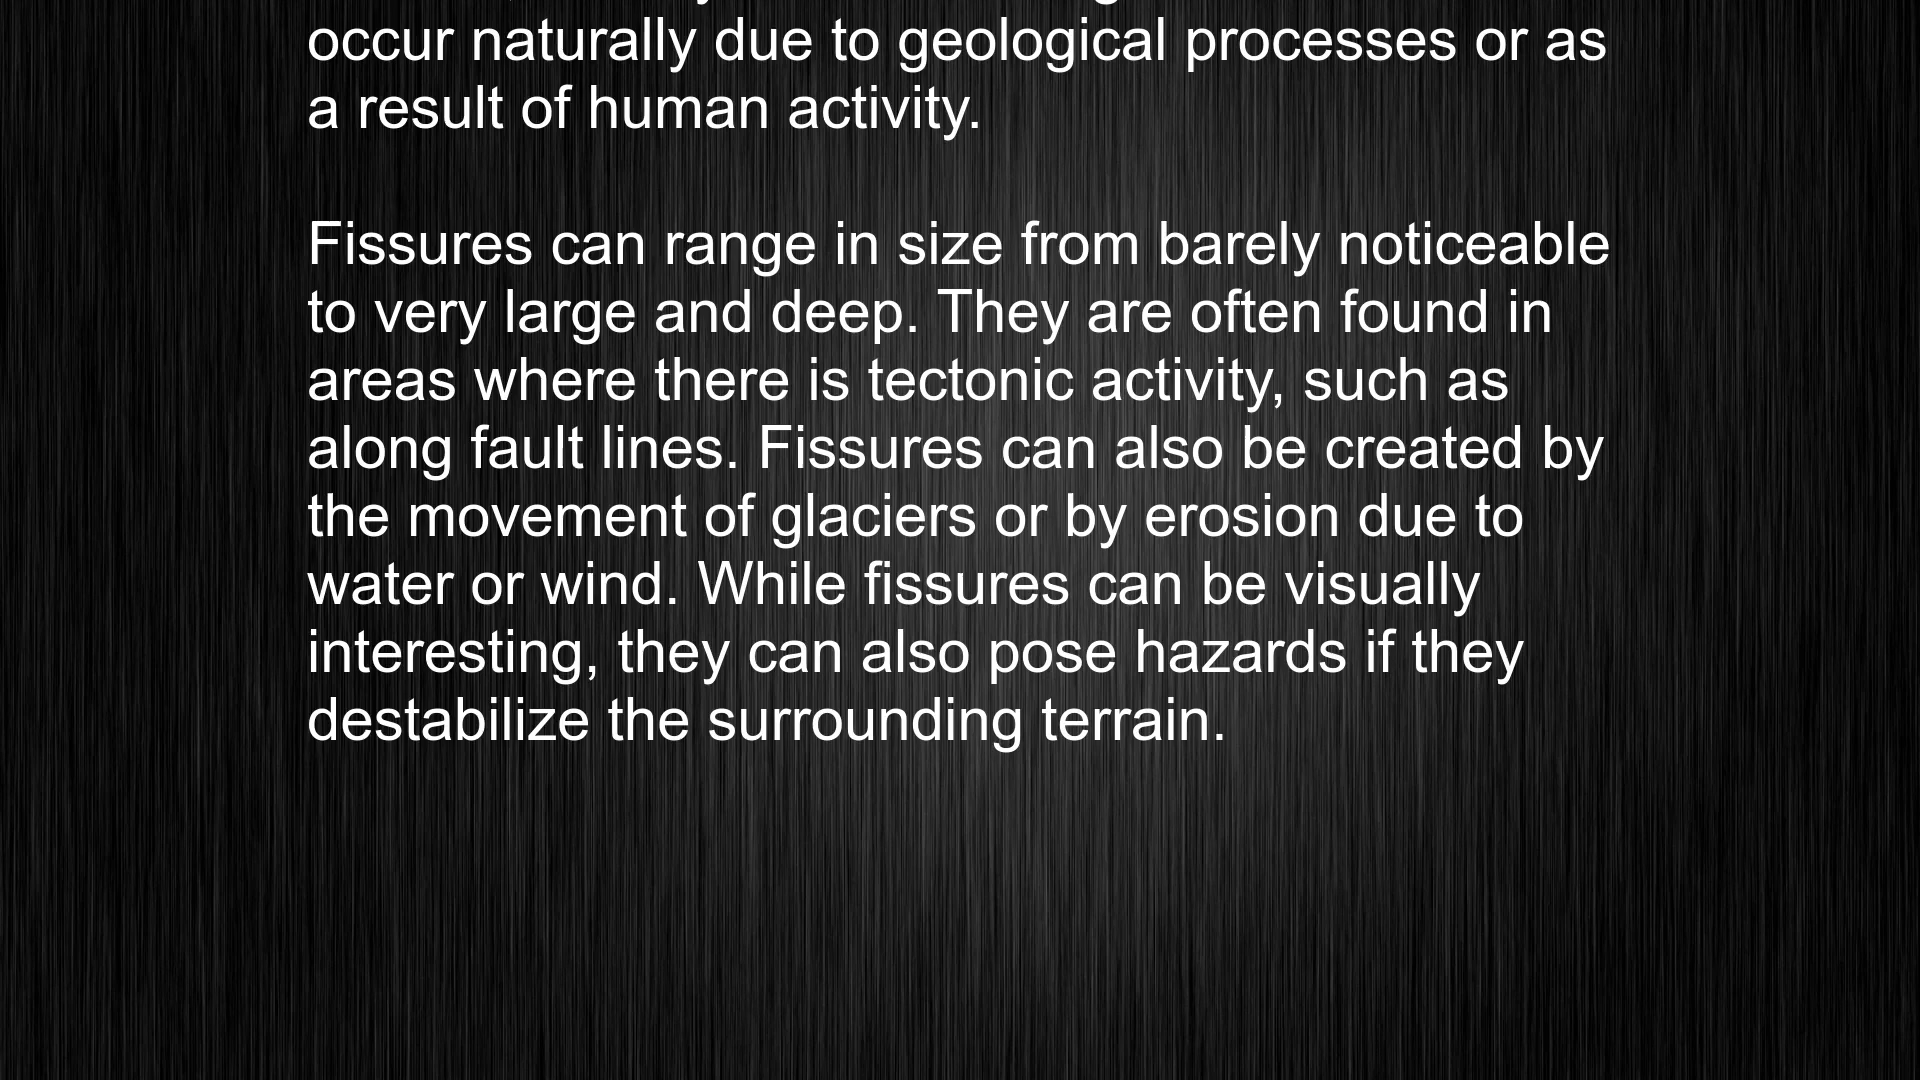 occur naturally due to geological processes or as
a result of human activity.
Fissures can range in size from barely noticeable
to very large and deep. They are often found in
areas where there is tectonic activity, such as
along fault lines. Fissures can also be created by
the movement of glaciers or by erosion due to
water or wind. While fissures can be visually
interesting, they can also pose hazards if they
destabilize the surrounding terrain.